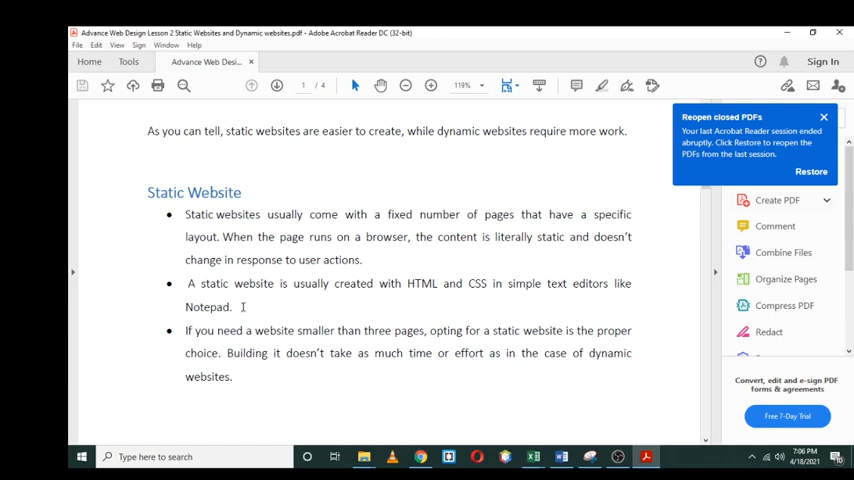 Advance Web Design Lesson 2 Static Websites and Dynamic websites.pdf - Adobe Acrobat Reader DC (32-bit)
File Edit View Sign Window Help
Home Tools Advance Web Desi... × Sign In
1 / 4 119%
Reopen closed PDFs
Your last Acrobat Reader session ended
abruptly. Click Restore to reopen the
PDFs from the last session.
Restore
As you can tell, static websites are easier to create, while dynamic websites require more work.
Static Website
• Static websites usually come with a fixed number of pages that have a specific
layout. When the page runs on a browser, the content is literally static and doesn't
change in response to user actions.
• A static website is usually created with HTML and CSS in simple text editors like
Notepad.
• If you need a website smaller than three pages, opting for a static website is the proper
choice. Building it doesn't take as much time or effort as in the case of dynamic
websites.
Create PDF
Comment
Combine Files
Organize Pages
Compress PDF
Redact
Convert, edit and e-sign PDF
forms & agreements
Free 7-Day Trial
Type here to search
7:06 PM
4/18/2021